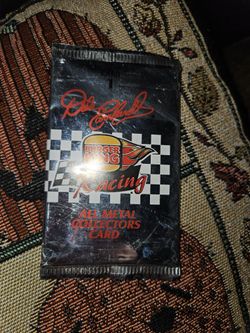 BURGER
KING
Racing
ALL METAL
COLLECTORS
CARD